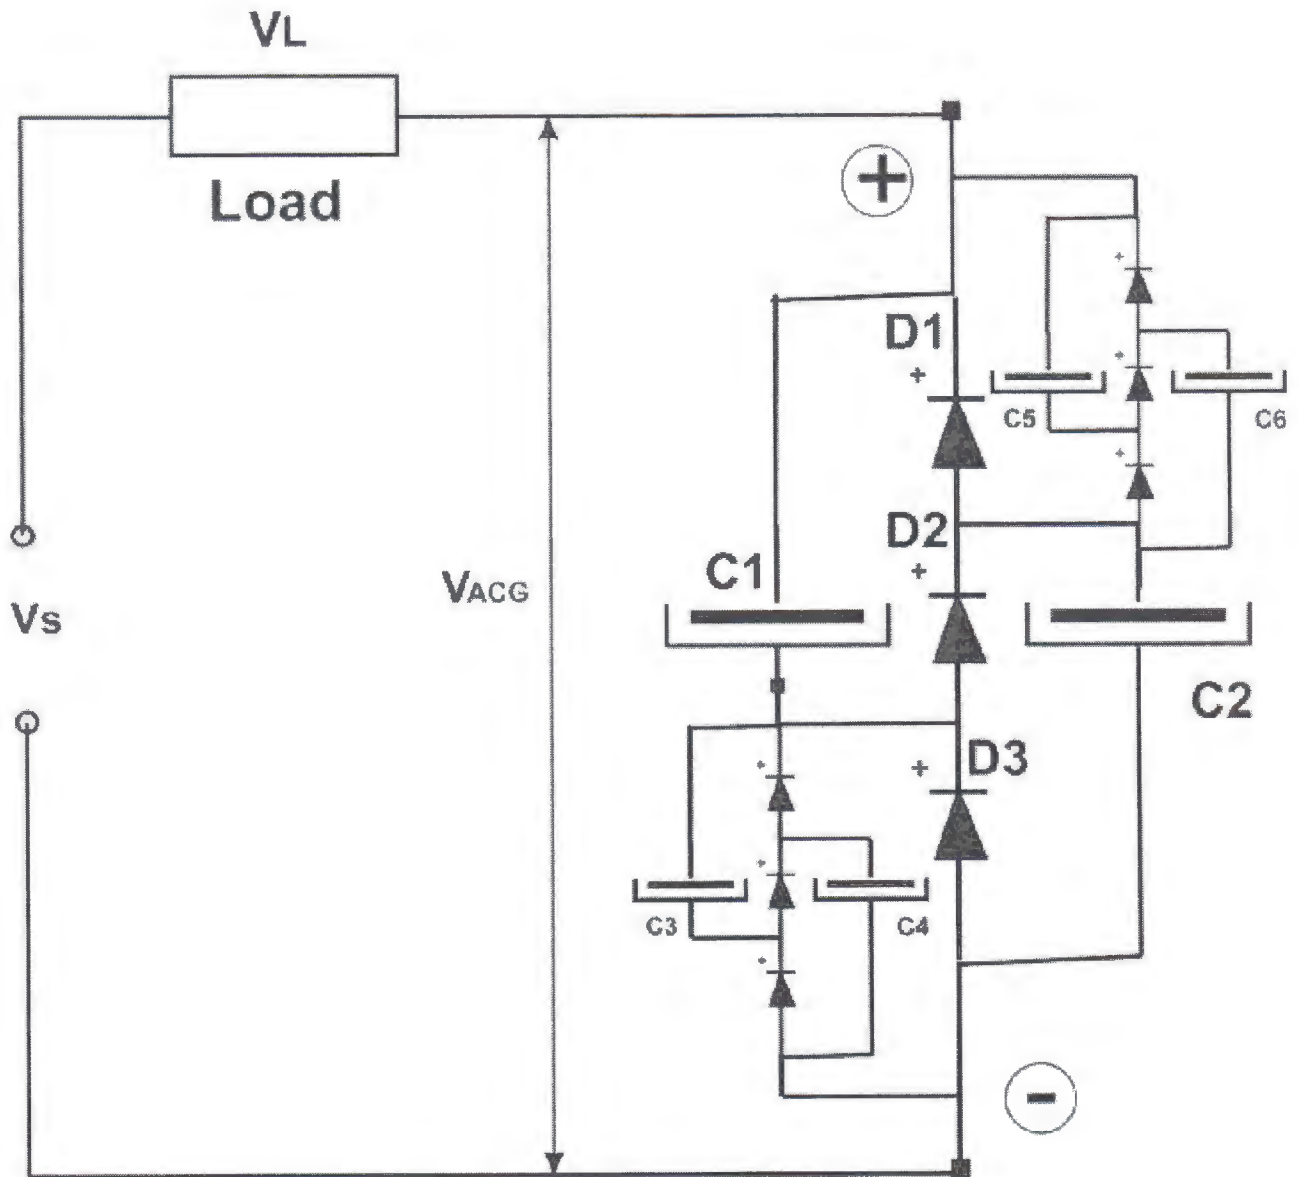 VL
Load
+
D1
+
+
+
C5
C6
+
D2
+
C1
VACG
Vs
C2
D3
+
+
+
C3
C4
+
-